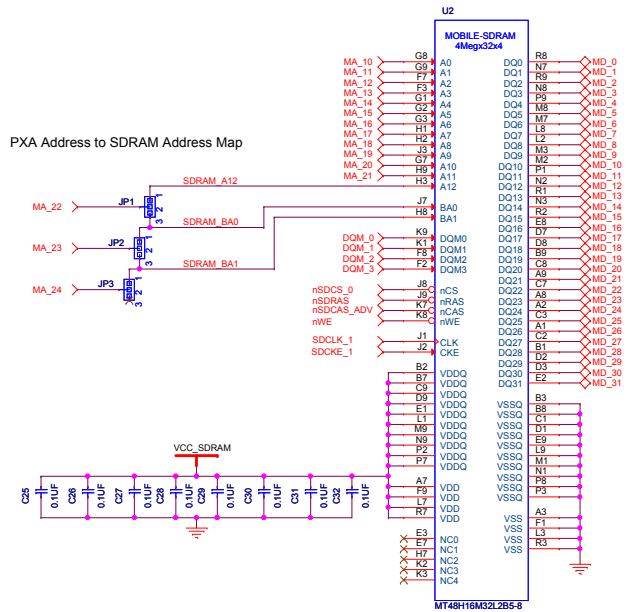 U2
MOBILE-SDRAM
4Megx32x4
MA_10 G8 A0
MA_11 G9 A1
MA_12 F7 A2
MA_13 F3 A3
MA_14 G1 A4
MA_15 G2 A5
MA_16 G3 A6
MA_17 H1 A7
MA_18 H2 A8
MA_19 J3 A9
MA_20 G7 A10
MA_21 H9 A11
SDRAM_A12 H3 A12
PXA Address to SDRAM Address Map
MA_22 JP1 1 2 3
SDRAM_BA0 J7 BA0
MA_23 JP2 1 2 3
SDRAM_BA1 H8 BA1
MA_24 JP3 1 2 3
DQM_0 K9 DQM0
DQM_1 K1 DQM1
DQM_2 F8 DQM2
DQM_3 F2 DQM3
nSDCS_0 J8 nCS
nSDRAS J9 nRAS
nSDCAS_ADV K7 nCAS
nWE K8 nWE
SDCLK_1 J1 CLK
SDCKE_1 J2 CKE
B2 VDDQ
B7 VDDQ
C9 VDDQ
D9 VDDQ
E1 VDDQ
L1 VDDQ
M9 VDDQ
N9 VDDQ
P2 VDDQ
P7 VDDQ
A7 VDD
F9 VDD
L7 VDD
R7 VDD
E3 NC0
E7 NC1
H7 NC2
K2 NC3
K3 NC4
VCC_SDRAM
C25 0.1UF
C26 0.1UF
C27 0.1UF
C28 0.1UF
C29 0.1UF
C30 0.1UF
C31 0.1UF
C32 0.1UF
DQ0 R8 MD_0
DQ1 N7 MD_1
DQ2 R9 MD_2
DQ3 N8 MD_3
DQ4 P9 MD_4
DQ5 M8 MD_5
DQ6 M7 MD_6
DQ7 L8 MD_7
DQ8 L2 MD_8
DQ9 M3 MD_9
DQ10 M2 MD_10
DQ11 P1 MD_11
DQ12 N2 MD_12
DQ13 R1 MD_13
DQ14 N3 MD_14
DQ15 R2 MD_15
DQ16 E8 MD_16
DQ17 D7 MD_17
DQ18 D8 MD_18
DQ19 B9 MD_19
DQ20 C8 MD_20
DQ21 A9 MD_21
DQ22 C7 MD_22
DQ23 A8 MD_23
DQ24 A2 MD_24
DQ25 C3 MD_25
DQ26 A1 MD_26
DQ27 C2 MD_27
DQ28 B1 MD_28
DQ29 D2 MD_29
DQ30 D3 MD_30
DQ31 E2 MD_31
VSSQ B3
VSSQ B8
VSSQ C1
VSSQ D1
VSSQ E9
VSSQ L9
VSSQ M1
VSSQ N1
VSSQ P8
VSSQ P3
VSS A3
VSS F1
VSS L3
VSS R3
MT48H16M32L2B5-8